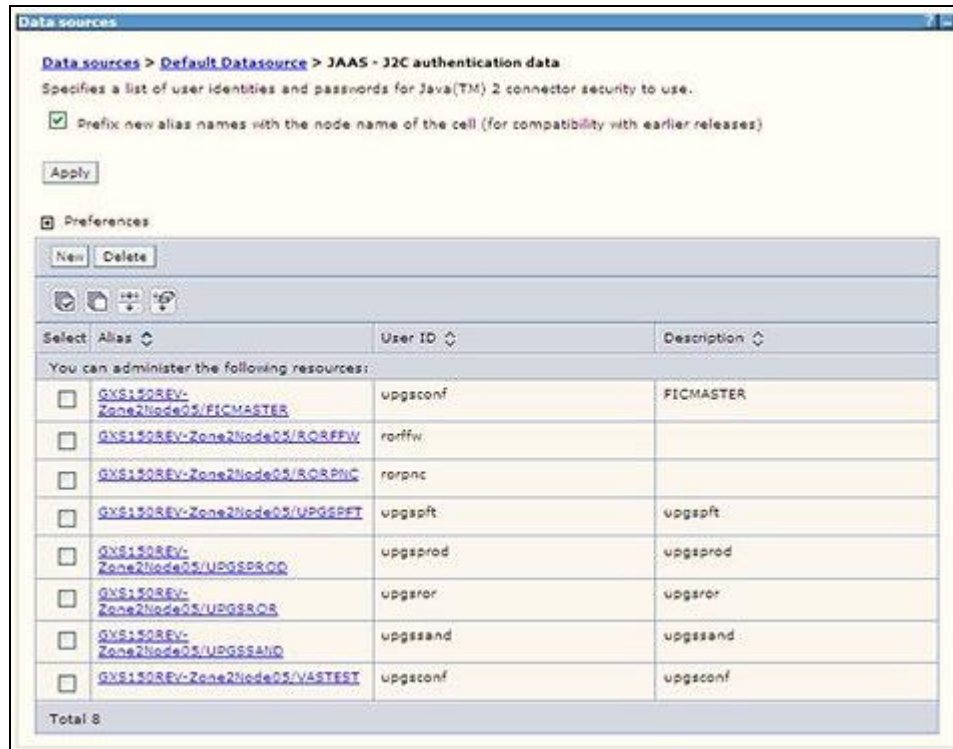 Data sources
? –
Data sources > Default Datasource > JAAS - J2C authentication data
Specifies a list of user identities and passwords for Java(TM) 2 connector security to use.
Prefix new alias names with the node name of the cell (for compatibility with earlier releases)
Apply
Preferences
New Delete
Select Alias User ID Description
You can administer the following resources:
GXS150REV-
Zone2Node05/FICMASTER
upgsconf
FICMASTER
GXS150REV-Zone2Node05/RORFFW
rorffw
GXS150REV-Zone2Node05/RORPNC
rorpnc
GXS150REV-Zone2Node05/UPGSPFT
upgspft
upgspft
GXS150REV-
Zone2Node05/UPGSPROD
upgsprod
upgsprod
GXS150REV-
Zone2Node05/UPGSROR
upgsror
upgsror
GXS150REV-
Zone2Node05/UPGSSAND
upgssand
upgssand
GXS150REV-Zone2Node05/VASTEST
upgsconf
upgsconf
Total 8